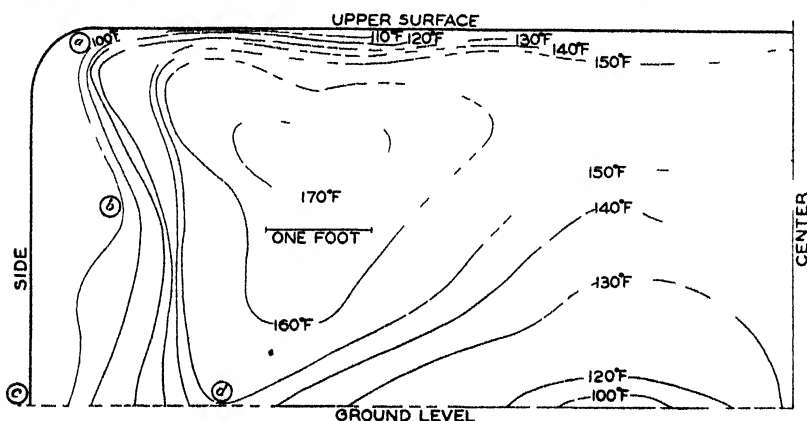 UPPER SURFACE
ⓐ 100°F 110°F 120°F 130°F 140°F 150°F
170°F
150°F
140°F
ⓑ
ONE FOOT
SIDE
CENTER
130°F
160°F
120°F
100°F
ⓒ
ⓓ
GROUND LEVEL